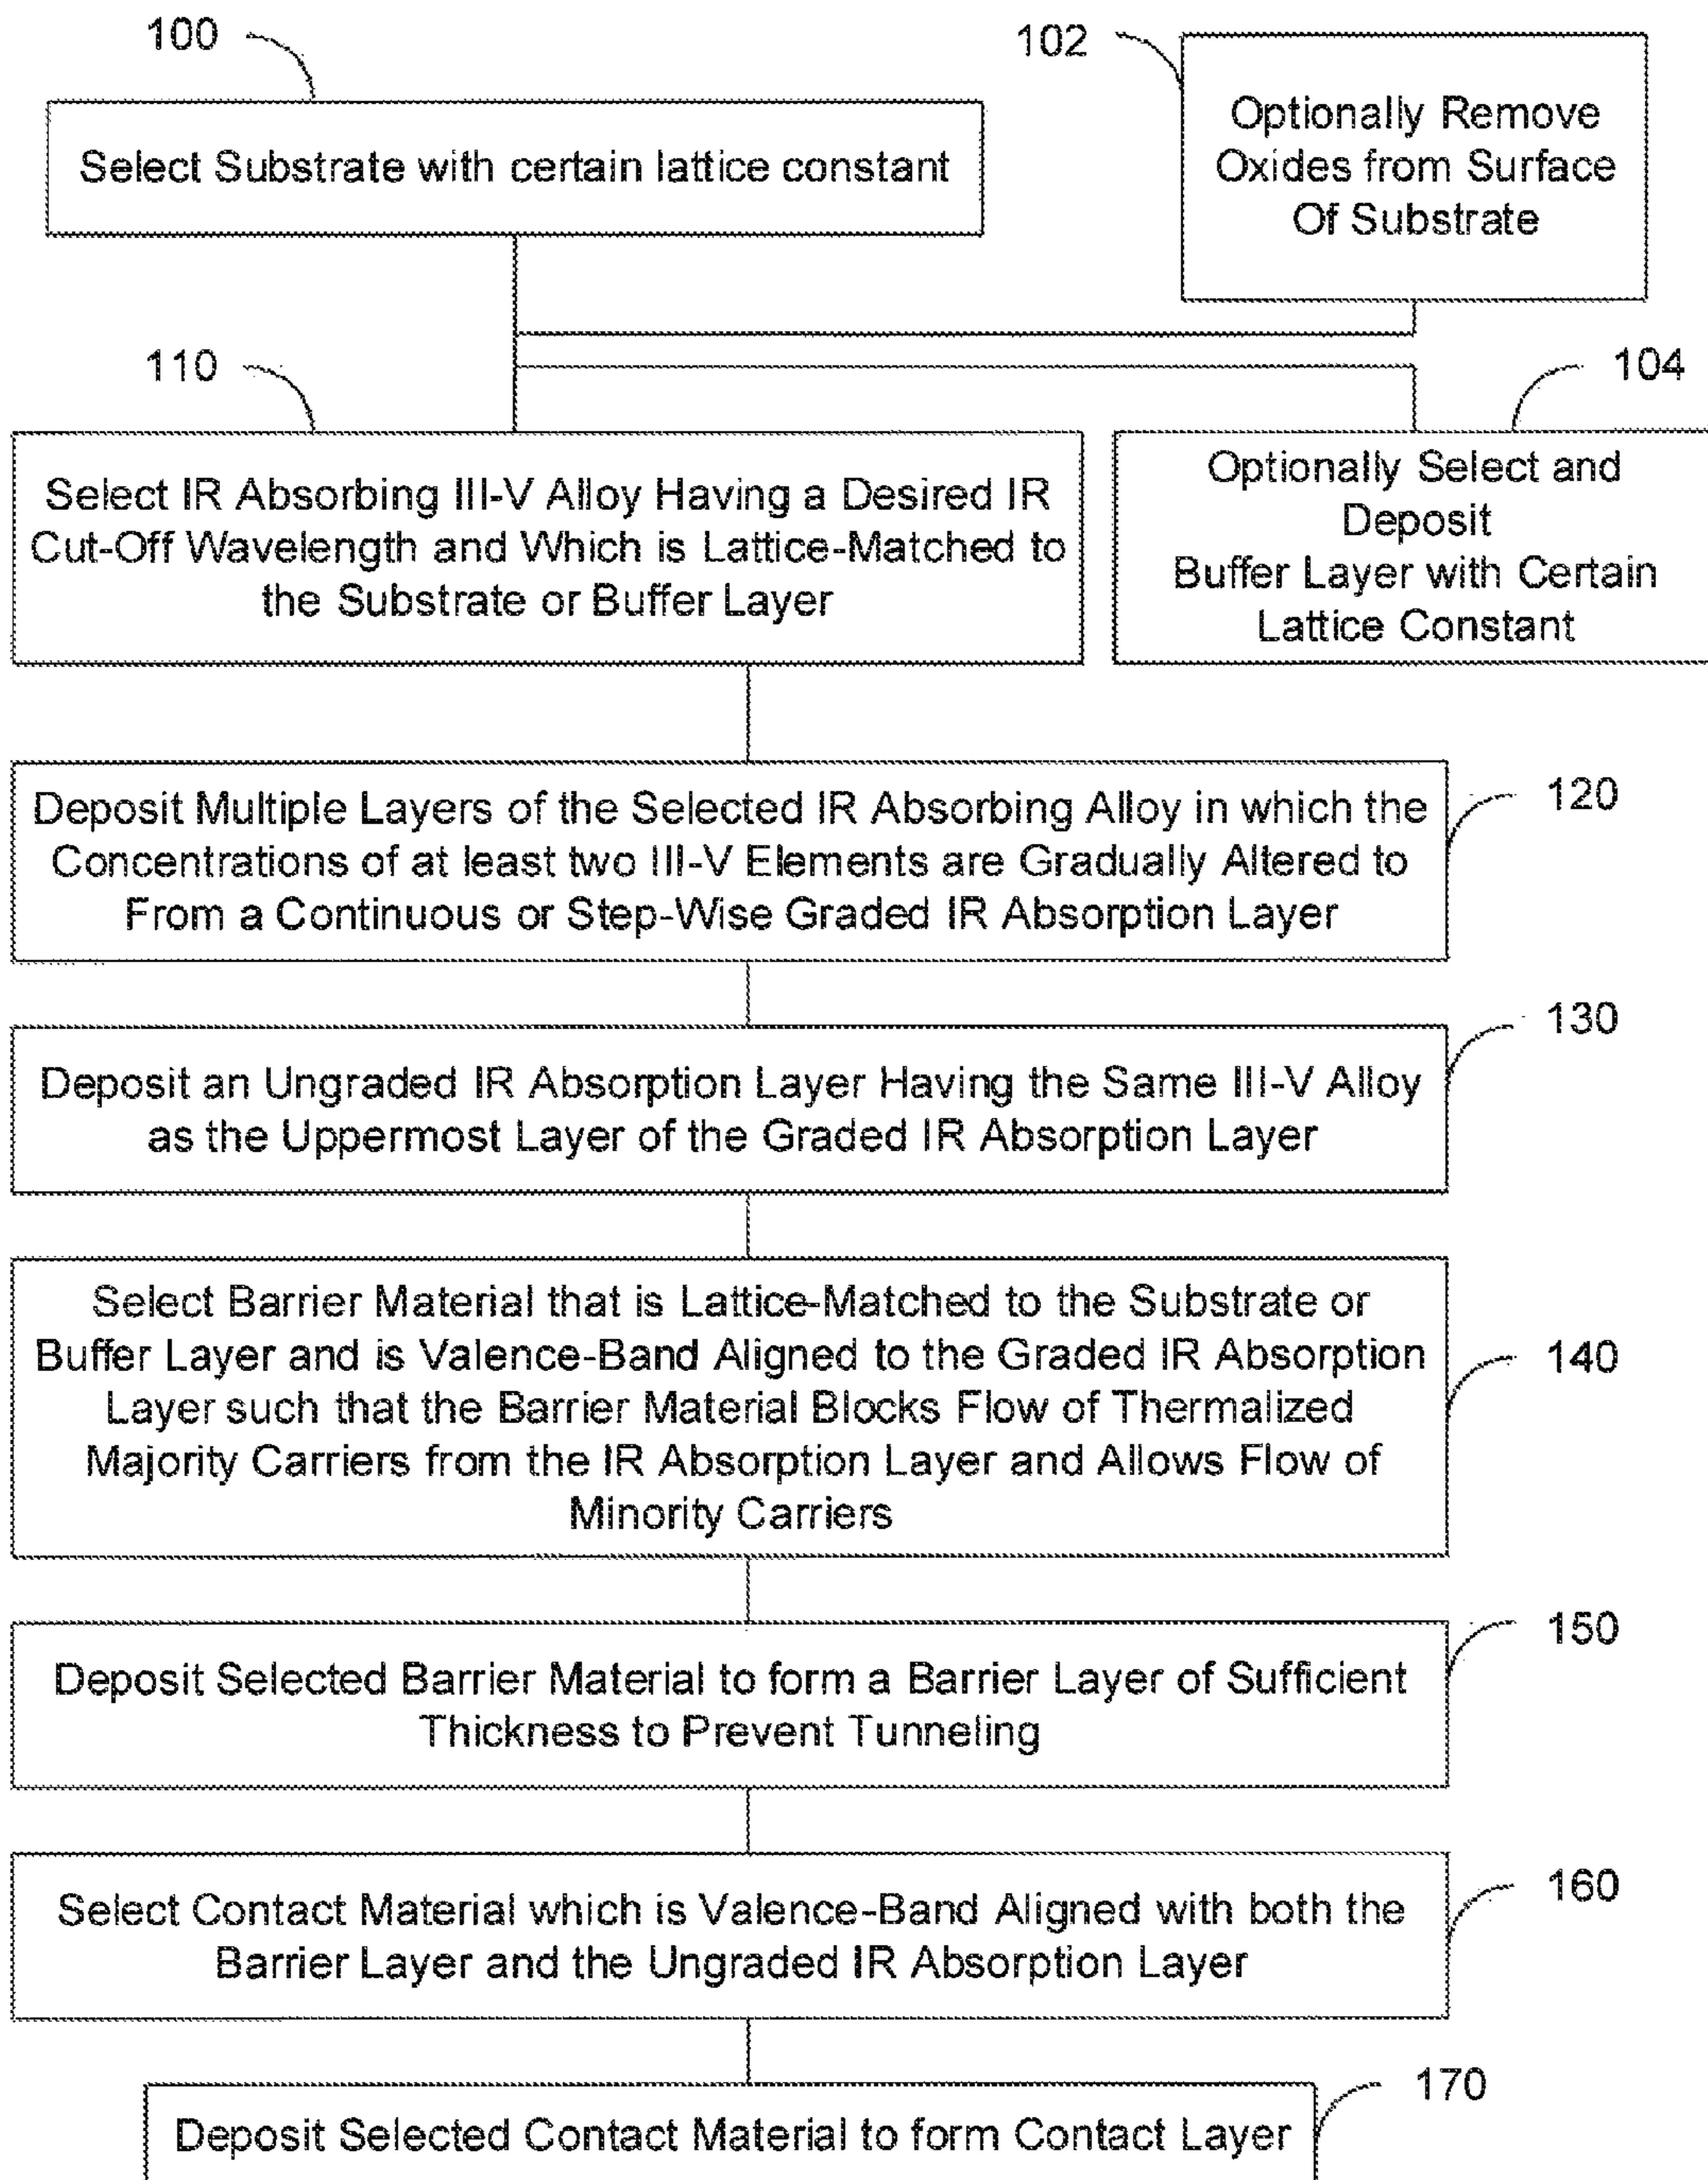 100
Select Substrate with certain lattice constant
102
Optionally Remove
Oxides from Surface
Of Substrate
110
Select IR Absorbing III-V Alloy Having a Desired IR
Cut-Off Wavelength and Which is Lattice-Matched to
the Substrate or Buffer Layer
104
Optionally Select and
Deposit
Buffer Layer with Certain
Lattice Constant
Deposit Multiple Layers of the Selected IR Absorbing Alloy in which the
Concentrations of at least two III-V Elements are Gradually Altered to
From a Continuous or Step-Wise Graded IR Absorption Layer
120
Deposit an Ungraded IR Absorption Layer Having the Same III-V Alloy
as the Uppermost Layer of the Graded IR Absorption Layer
130
Select Barrier Material that is Lattice-Matched to the Substrate or
Buffer Layer and is Valence-Band Aligned to the Graded IR Absorption
Layer such that the Barrier Material Blocks Flow of Thermalized
Majority Carriers from the IR Absorption Layer and Allows Flow of
Minority Carriers
140
Deposit Selected Barrier Material to form a Barrier Layer of Sufficient
Thickness to Prevent Tunneling
150
Select Contact Material which is Valence-Band Aligned with both the
Barrier Layer and the Ungraded IR Absorption Layer
160
Deposit Selected Contact Material to form Contact Layer
170